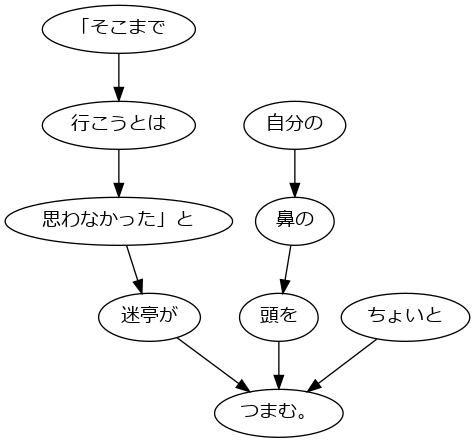 「そこまで
行こうとは
自分の
思わなかった」と
鼻の
迷亭が
頭を
ちょいと
つまむ。